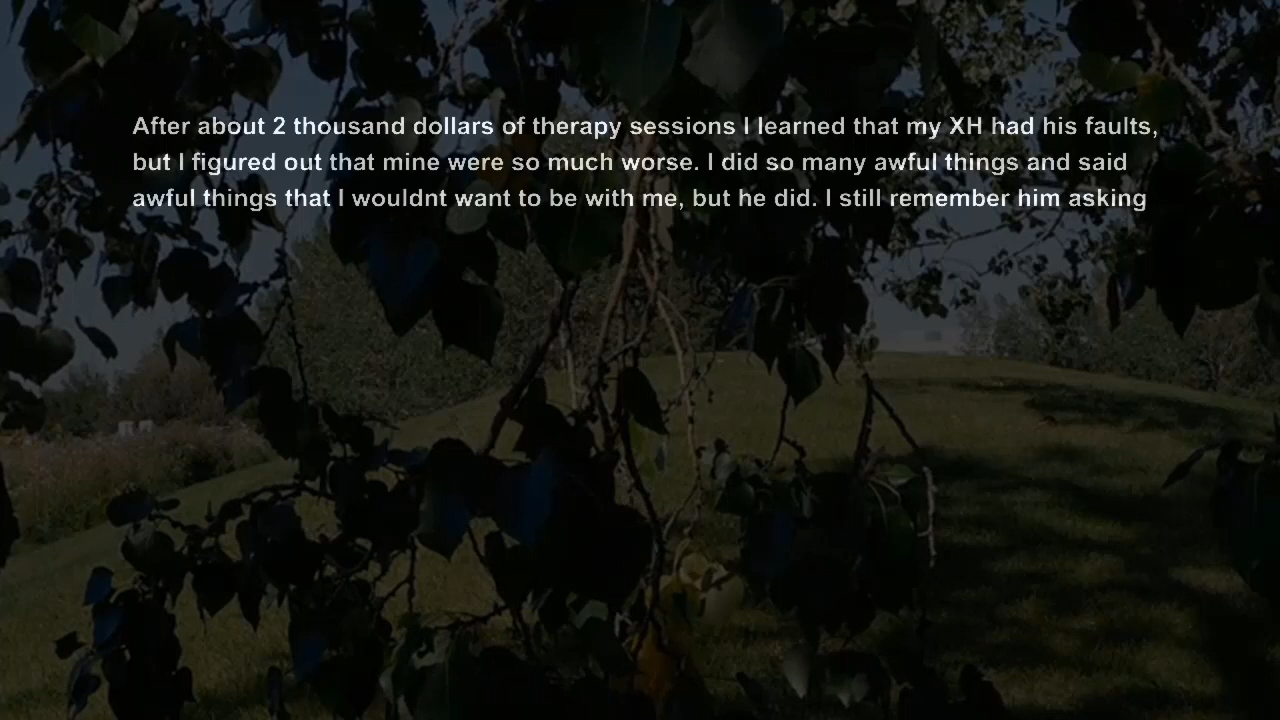 After about 2 thousand dollars of therapy sessions I learned that my XH had his faults,
but I figured out that mine were so much worse. I did so many awful things and said
awful things that I wouldnt want to be with me, but he did. I still remember him asking